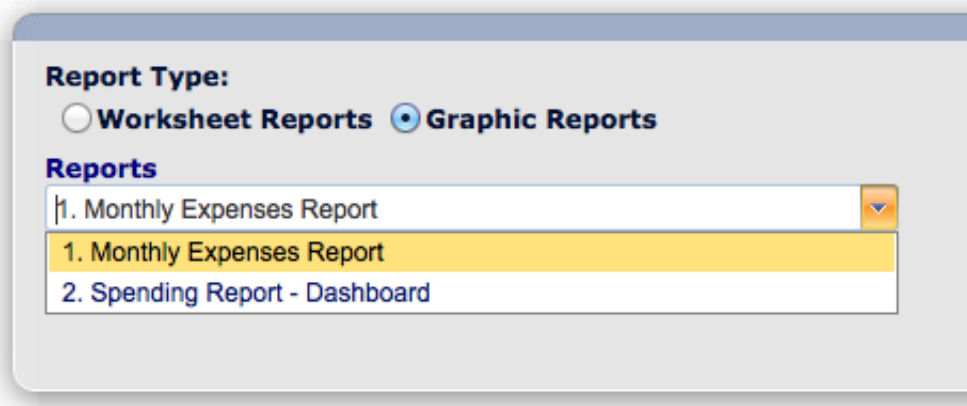 Report Type:
Worksheet Reports Graphic Reports
Reports
1. Monthly Expenses Report
1. Monthly Expenses Report
2. Spending Report - Dashboard